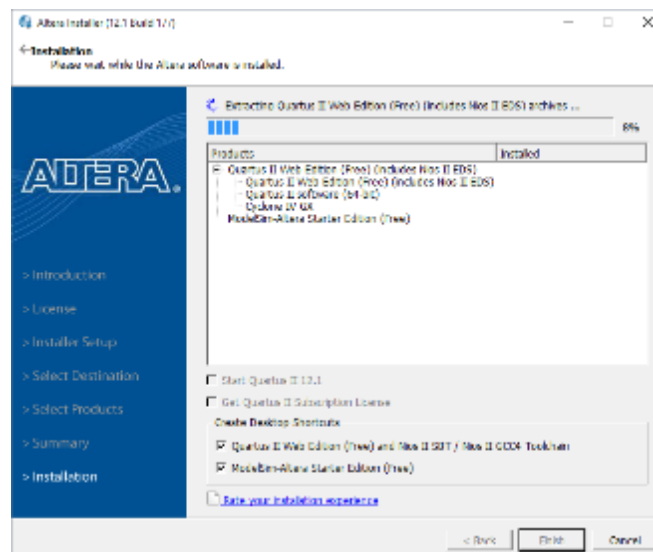 Altera Installer (12.1 Build 177)
Installation
Please wait while the Altera software is installed.
Extracting Quartus II Web Edition (Free) (includes Nios II EDS) archives ...
8%
Products Installed
Quartus II Web Edition (Free) (includes Nios II EDS)
Quartus II Web Edition (Free) (includes Nios II EDS)
Quartus II software (64-bit)
Cyclone IV GX
ModelSim-Altera Starter Edition (Free)
ALTERA.
> Introduction
> License
> Installer Setup
> Select Destination
> Select Products
> Summary
> Installation
Start Quartus II 12.1
Get Quartus II Subscription License
Create Desktop Shortcuts
Quartus II Web Edition (Free) and Nios II SBT / Nios II GCC4 Toolchain
ModelSim-Altera Starter Edition (Free)
Rate your installation experience
< Back Finish Cancel